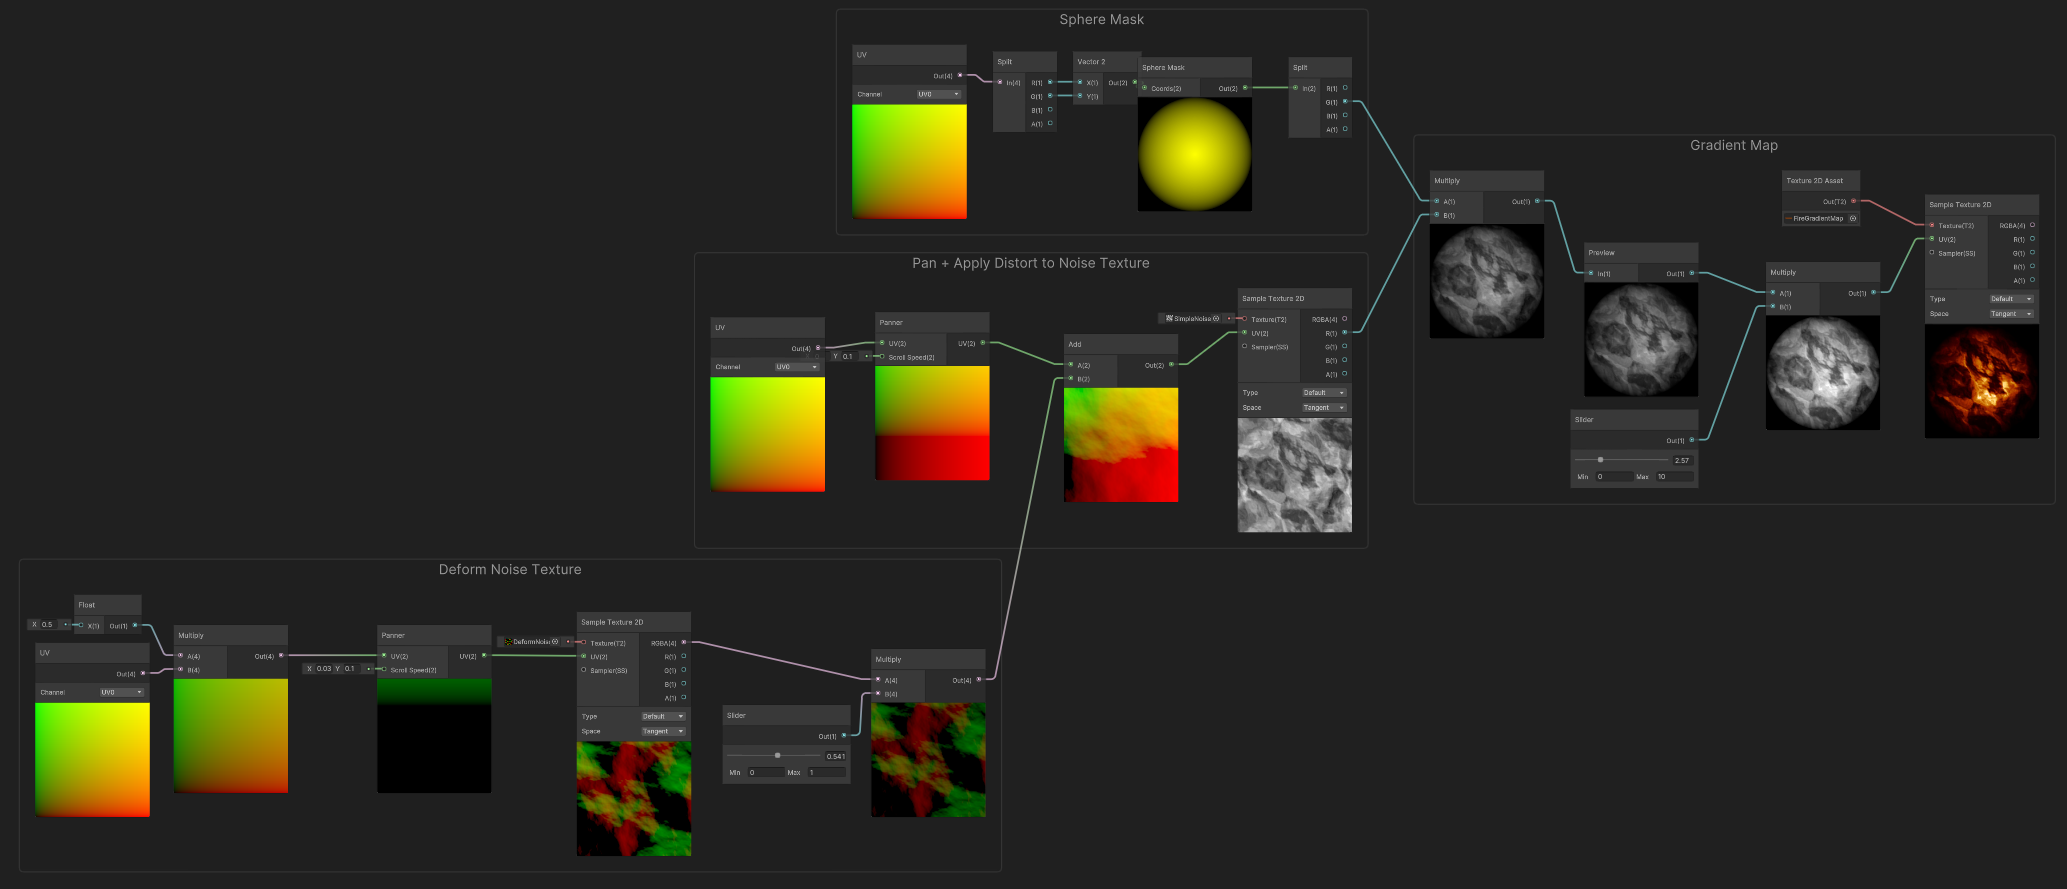 Sphere Mask
UV
Out(4)
Channel UV0
Split
In(4) R(1)
G(1)
B(1)
A(1)
Vector 2
X(1) Out(2)
Y(1)
Sphere Mask
Coords(2) Out(2)
Split
In(2) R(1)
G(1)
B(1)
A(1)
Pan + Apply Distort to Noise Texture
UV
Out(4)
Channel UV0
Panner
UV(2) UV(2)
Y 0.1 Scroll Speed(2)
Add
A(2) Out(2)
B(2)
Sample Texture 2D
SimpleNoise Texture(T2) RGBA(4)
UV(2) R(1)
Sampler(SS) G(1)
B(1)
A(1)
Type Default
Space Tangent
Gradient Map
Multiply
A(1) Out(1)
B(1)
Preview
In(1) Out(1)
Slider
Out(1)
2.57
Min 0 Max 10
Texture 2D Asset
Out(T2)
FireGradientMap
Multiply
A(1) Out(1)
B(1)
Sample Texture 2D
Texture(T2) RGBA(4)
UV(2) R(1)
Sampler(SS) G(1)
B(1)
A(1)
Type Default
Space Tangent
Deform Noise Texture
Float
X 0.5 X(1) Out(1)
UV
Out(4)
Channel UV0
Multiply
A(4) Out(4)
B(4)
Panner
UV(2) UV(2)
X 0.03 Y 0.1 Scroll Speed(2)
Sample Texture 2D
DeformNois Texture(T2) RGBA(4)
UV(2) R(1)
Sampler(SS) G(1)
B(1)
A(1)
Type Default
Space Tangent
Slider
Out(1)
0.541
Min 0 Max 1
Multiply
A(4) Out(4)
B(4)